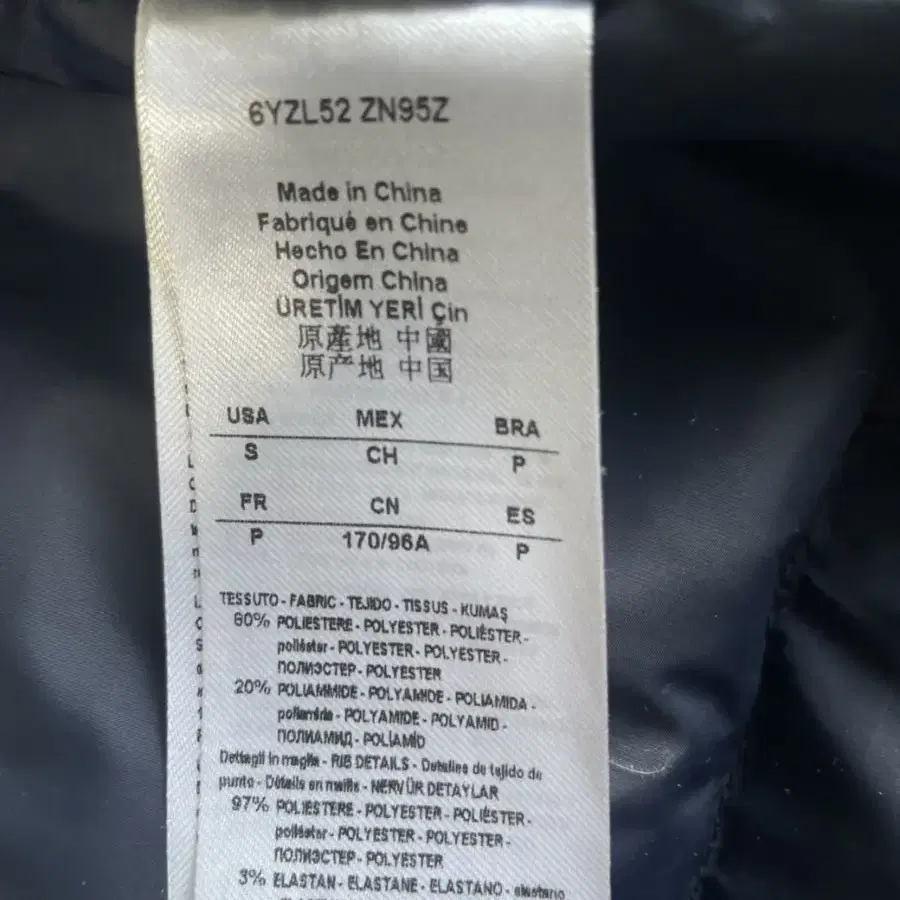 6YZL52 ZN95Z
Made in China
Fabriqué en Chine
Hecho En China
Origem China
ÜRETİM YERİ Çin
原產地 中國
原产地 中国
USA MEX BRA
S CH P
FR CN ES
P 170/96A P
TESSUTO - FABRIC - TEJIDO - TISSUS - KUMAŞ
80% POLIESTERE - POLYESTER - POLIÉSTER -
poliéster - POLYESTER - POLYESTER -
ПОЛИЭСТЕР - POLYESTER
20% POLIAMMIDE - POLYAMIDE - POLIAMIDA -
poliamida - POLYAMIDE - POLYAMID -
ПОЛИАМИД - POLİAMİD
Dettagli in maglia - RIB DETAILS - Detalles de tejido de
punto - Détails en maille - NERVÜR DETAYLAR
97% POLIESTERE - POLYESTER - POLIÉSTER -
poliéster - POLYESTER - POLYESTER -
ПОЛИЭСТЕР - POLYESTER
3% ELASTAN - ELASTANE - ELASTANO - elastano